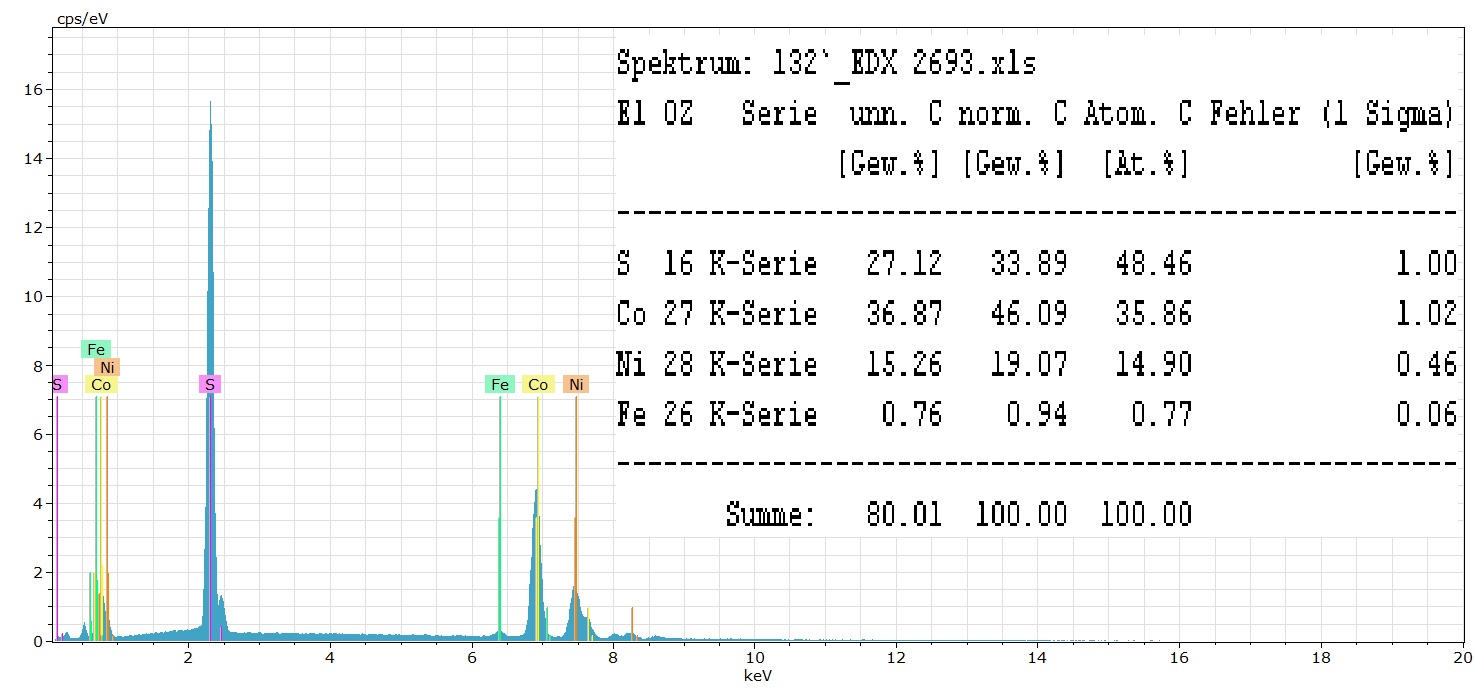 cps/eV
Spektrum: 132`_EDX 2693.xls
El OZ Serie unn. C norm. C Atom. C Fehler (1 Sigma)
[Gew.%] [Gew.%] [At.%] [Gew.%]
S 16 K-Serie 27.12 33.89 48.46 1.00
Co 27 K-Serie 36.87 46.09 35.86 1.02
Ni 28 K-Serie 15.26 19.07 14.90 0.46
Fe 26 K-Serie 0.76 0.94 0.77 0.06
Summe: 80.01 100.00 100.00
16
14
12
10
8
6
4
2
0
Fe
Ni
S Co S Fe Co Ni
2 4 6 8 10 12 14 16 18 20
keV